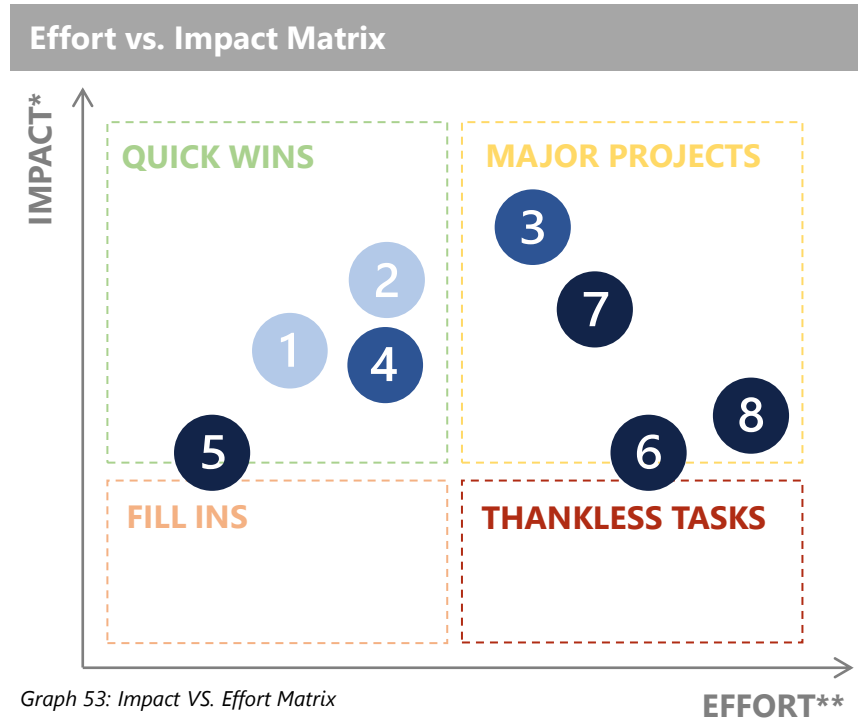 Effort vs. Impact Matrix
IMPACT*
QUICK WINS
MAJOR PROJECTS
3
2
7
1
4
8
5
6
FILL INS
THANKLESS TASKS
Graph 53: Impact VS. Effort Matrix
EFFORT**